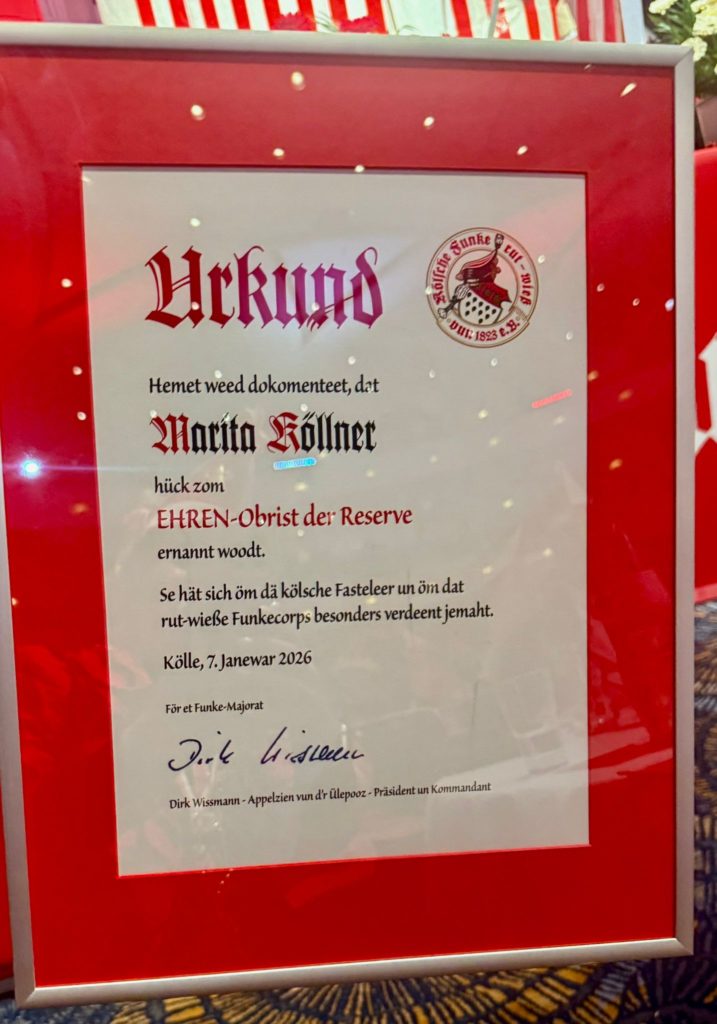 Urkund
Kölsche Funke rut-wieß
vun 1823 e.V.
Hemet weed dokomenteet, dat
Marita Köllner
hück zom
EHREN-Obrist der Reserve
ernannt woodt.
Se hät sich öm dä kölsche Fasteleer un öm dat
rut-wieße Funkecorps besonders verdeent jemaht.
Kölle, 7. Janewar 2026
För et Funke-Majorat
Dirk Wissmann
Dirk Wissmann - Appelzien vun d'r Ülepooz - Präsident un Kommandant